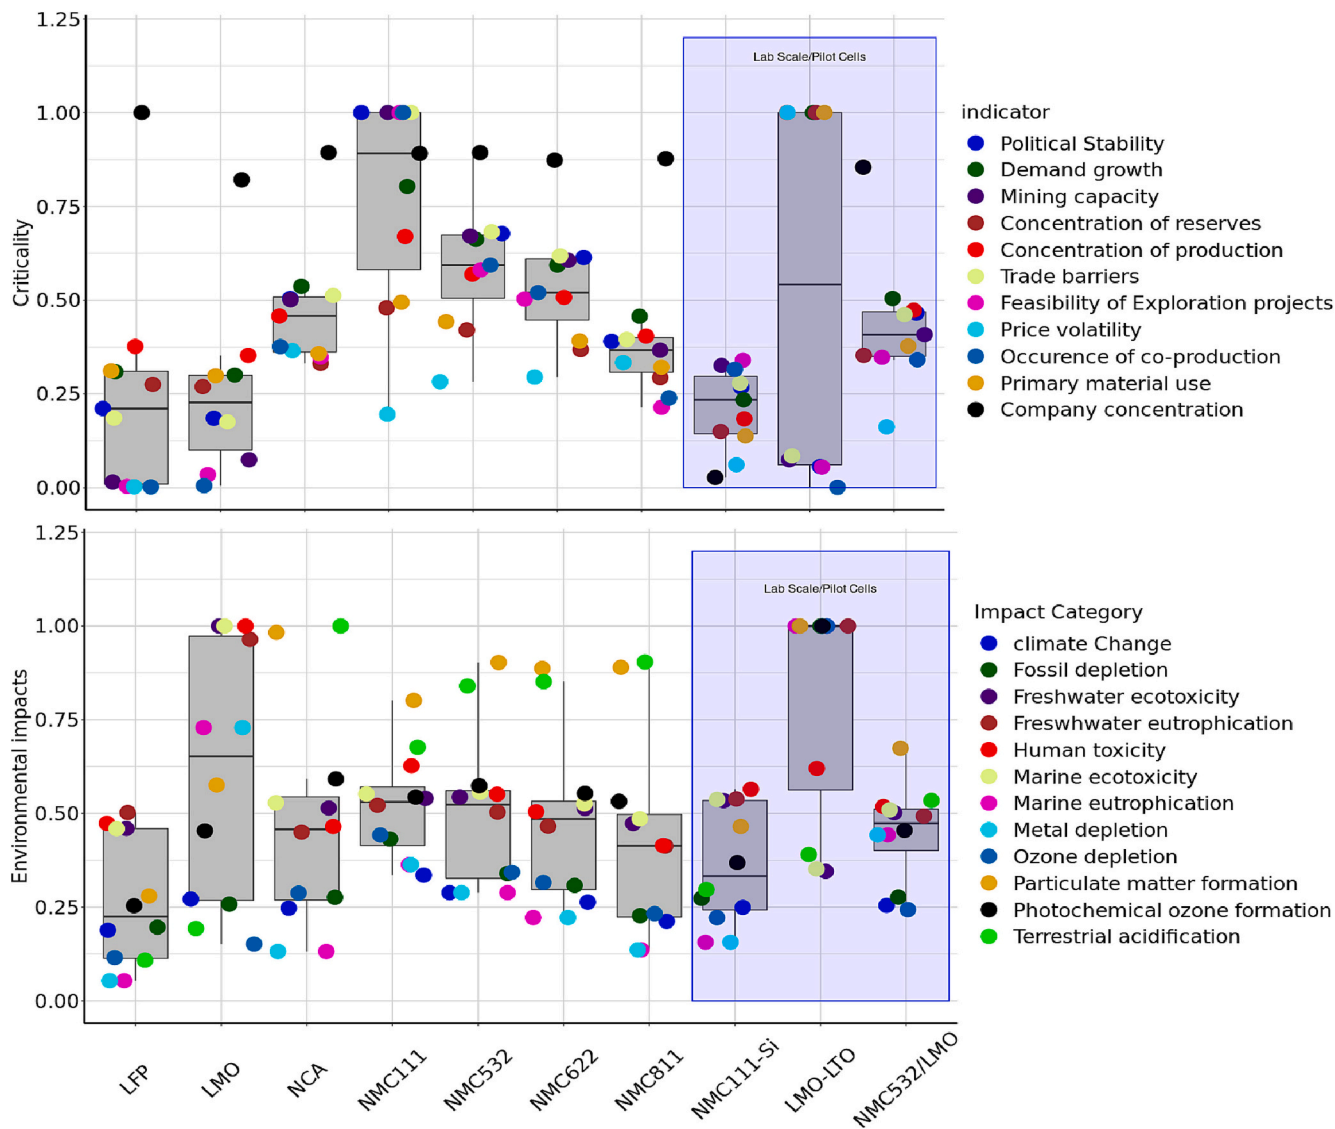 1.25
1.00
0.75
0.50
0.25
0.00
Criticality
Lab Scale/Pilot Cells
indicator
Political Stability
Demand growth
Mining capacity
Concentration of reserves
Concentration of production
Trade barriers
Feasibility of Exploration projects
Price volatility
Occurence of co-production
Primary material use
Company concentration
1.25
1.00
0.75
0.50
0.25
0.00
Environmental impacts
Lab Scale/Pilot Cells
Impact Category
climate Change
Fossil depletion
Freshwater ecotoxicity
Freswhwater eutrophication
Human toxicity
Marine ecotoxicity
Marine eutrophication
Metal depletion
Ozone depletion
Particulate matter formation
Photochemical ozone formation
Terrestrial acidification
LFP
LMO
NCA
NMC111
NMC532
NMC622
NMC811
NMC111-Si
LMO-LTO
NMC532/LMO